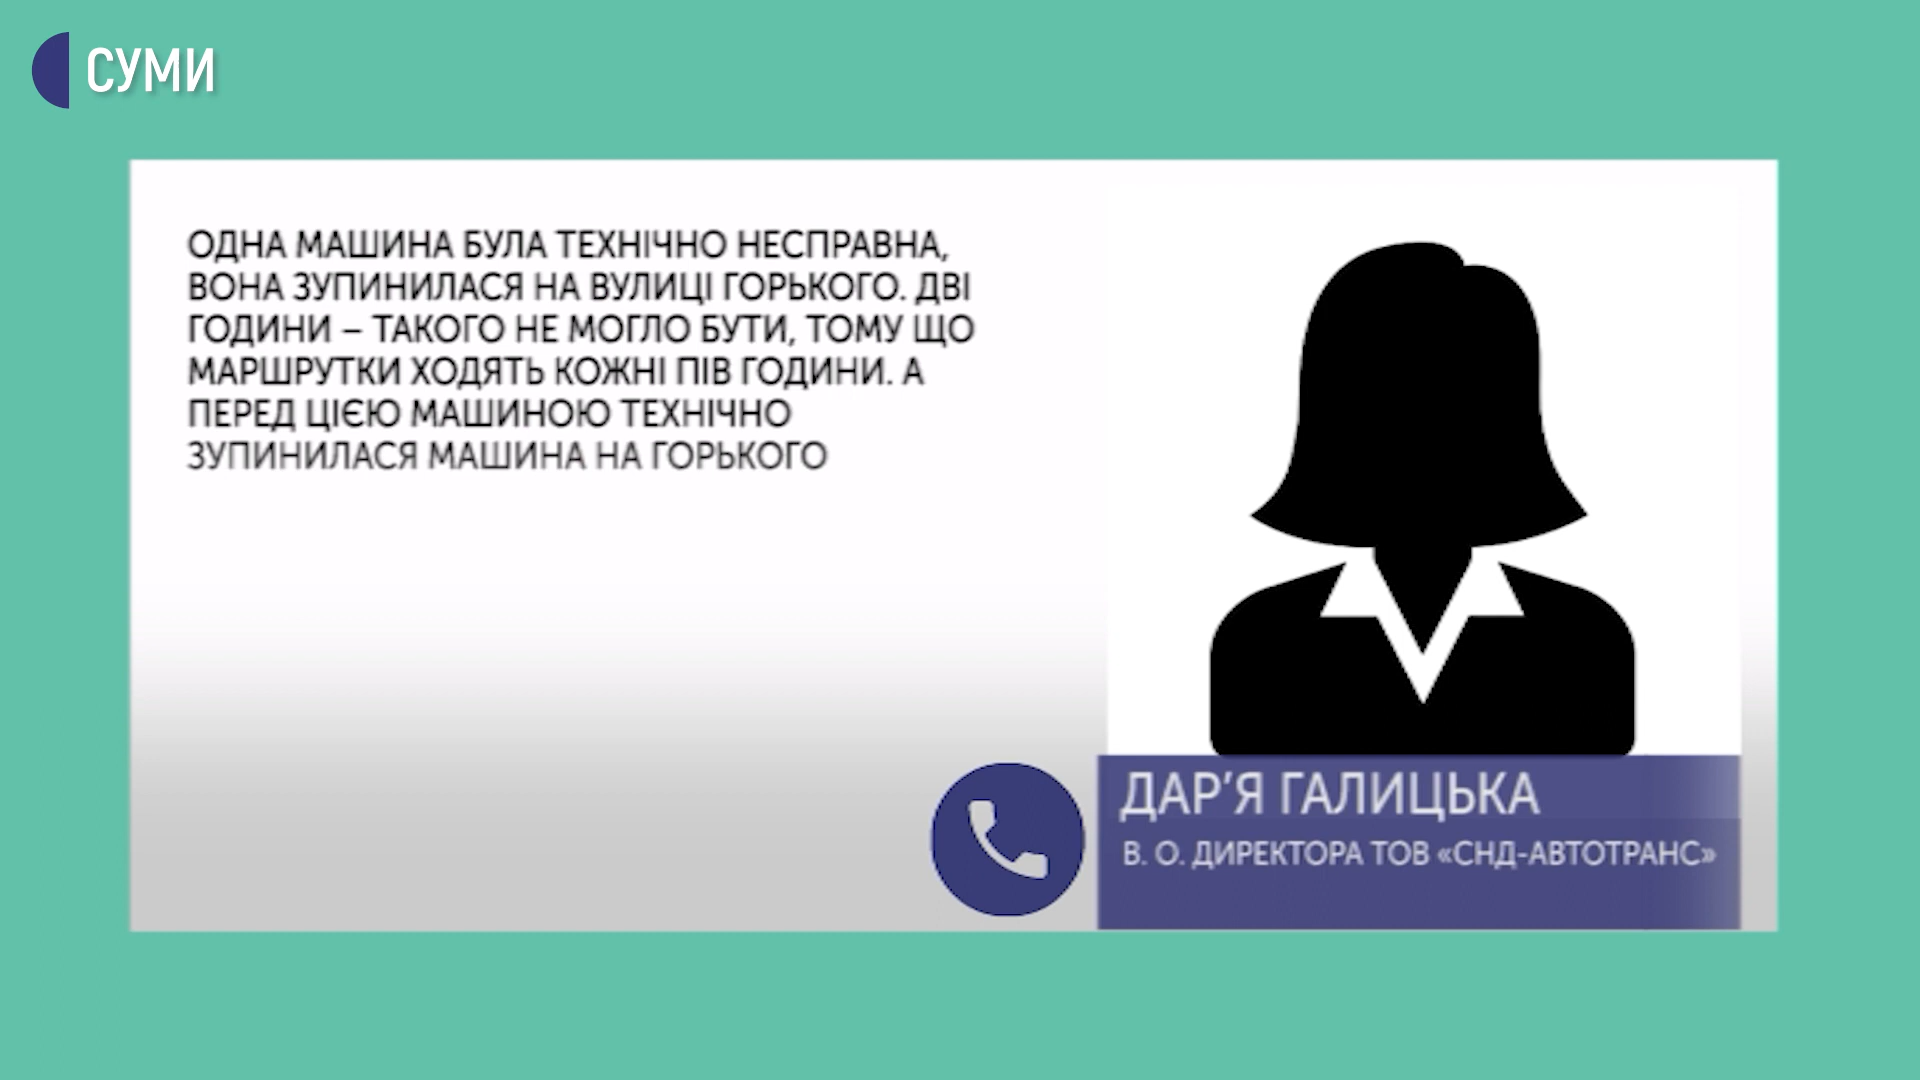 СУМИ
ОДНА МАШИНА БУЛА ТЕХНІЧНО НЕСПРАВНА,
ВОНА ЗУПИНИЛАСЯ НА ВУЛИЦІ ГОРЬКОГО. ДВІ
ГОДИНИ – ТАКОГО НЕ МОГЛО БУТИ, ТОМУ ЩО
МАРШРУТКИ ХОДЯТЬ КОЖНІ ПІВ ГОДИНИ. А
ПЕРЕД ЦІЄЮ МАШИНОЮ ТЕХНІЧНО
ЗУПИНИЛАСЯ МАШИНА НА ГОРЬКОГО
ДАР’Я ГАЛИЦЬКА
В. О. ДИРЕКТОРА ТОВ «СНД-АВТОТРАНС»